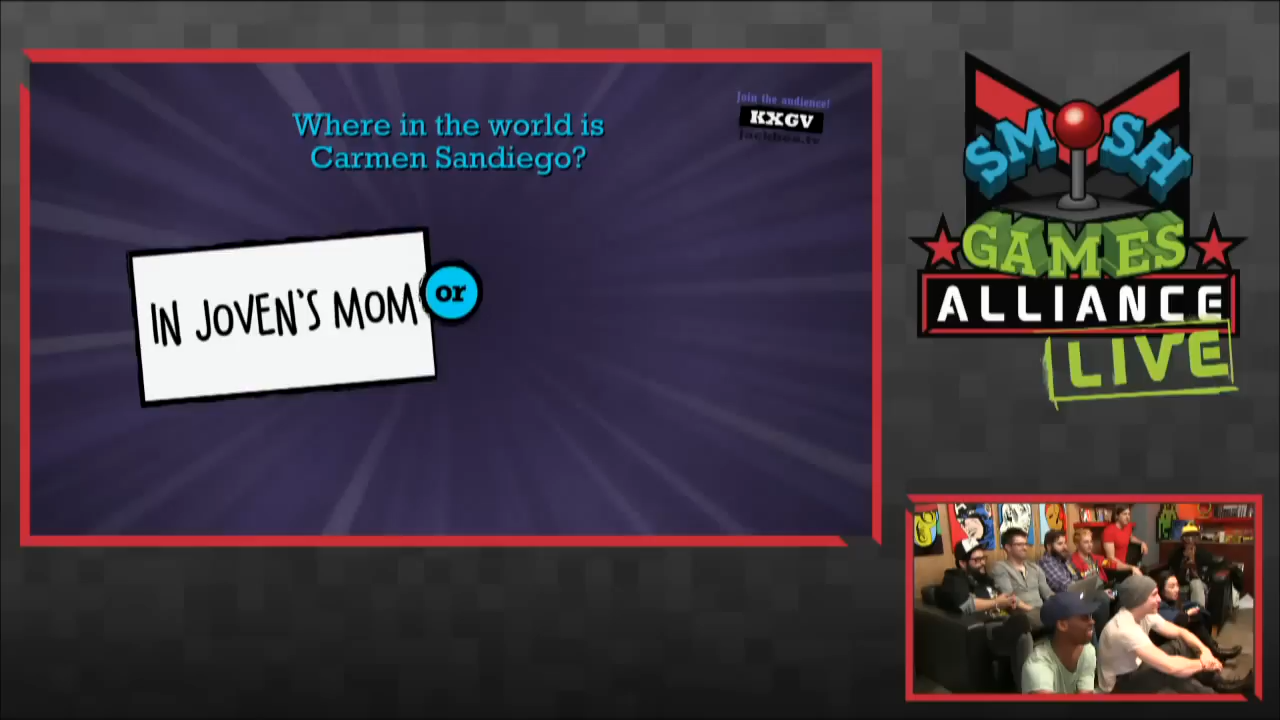 Where in the world is
Carmen Sandiego?
Join the audience!
KXGV
jackbox.tv
IN JOVEN'S MOM
or
SMOSH
GAMES
ALLIANCE
LIVE